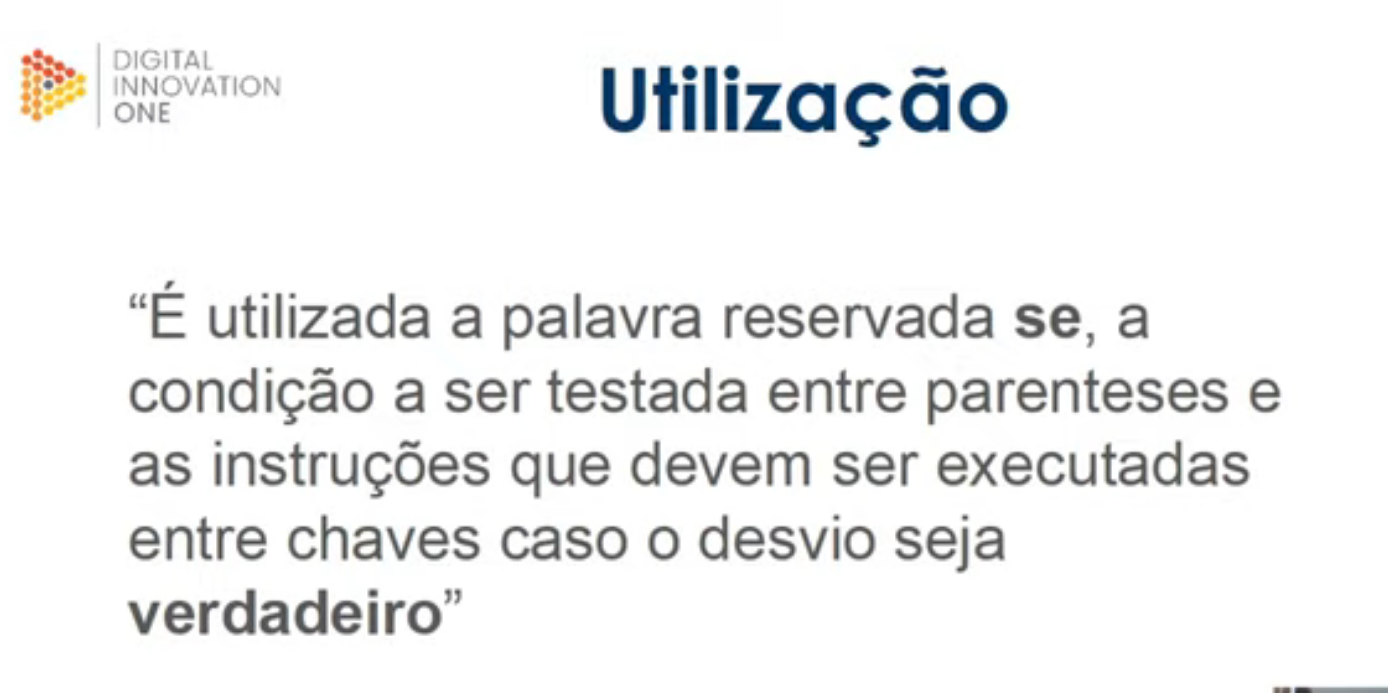 DIGITAL
INNOVATION
ONE
Utilização
“É utilizada a palavra reservada se, a
condição a ser testada entre parenteses e
as instruções que devem ser executadas
entre chaves caso o desvio seja
verdadeiro”